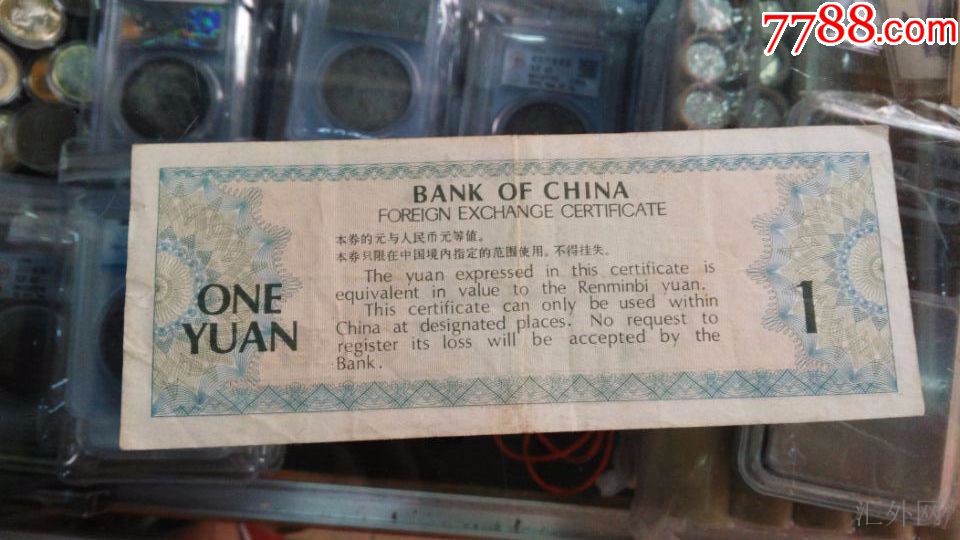 7788.com
BANK OF CHINA
FOREIGN EXCHANGE CERTIFICATE
本券的元与人民币元等值。
本券只限在中国境内指定的范围使用。不得挂失。
The yuan expressed in this certificate is
equivalent in value to the Renminbi yuan.
This certificate can only be used within
China at designated places. No request to
register its loss will be accepted by the
Bank.
ONE
YUAN
1
汇外网